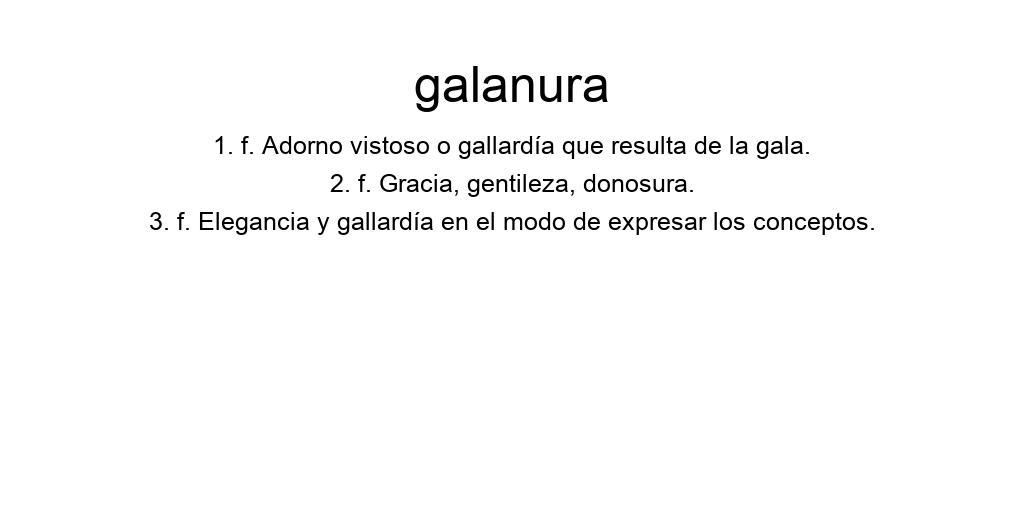 galanura
1. f. Adorno vistoso o gallardía que resulta de la gala.
2. f. Gracia, gentileza, donosura.
3. f. Elegancia y gallardía en el modo de expresar los conceptos.